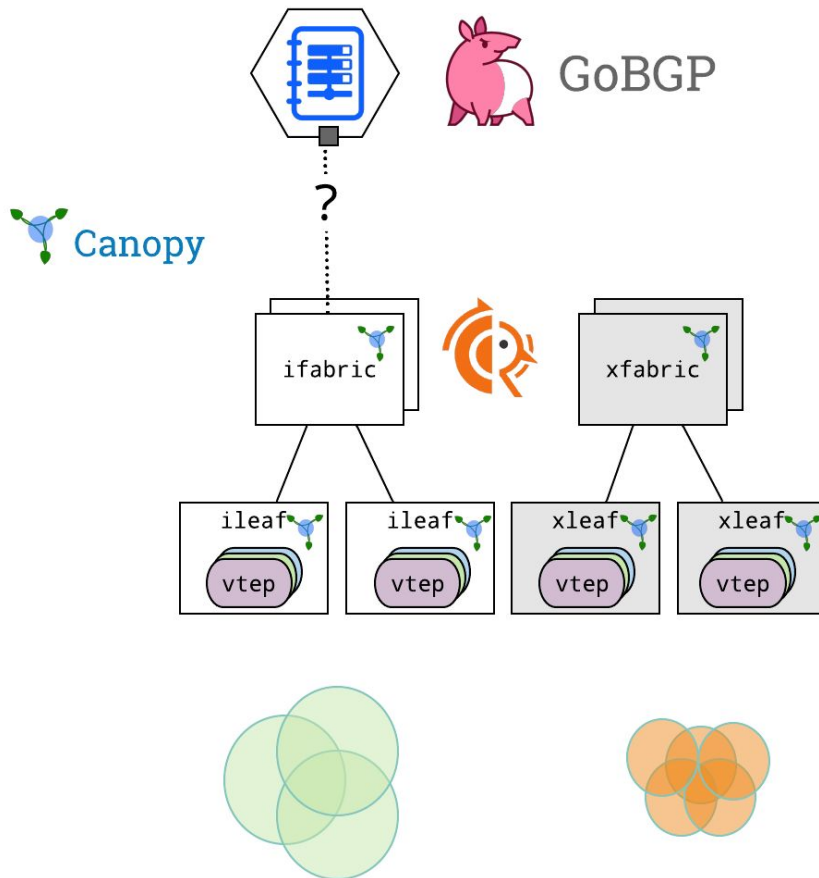 GoBGP
?
Canopy
ifabric
xfabric
ileaf
ileaf
xleaf
xleaf
vtep
vtep
vtep
vtep